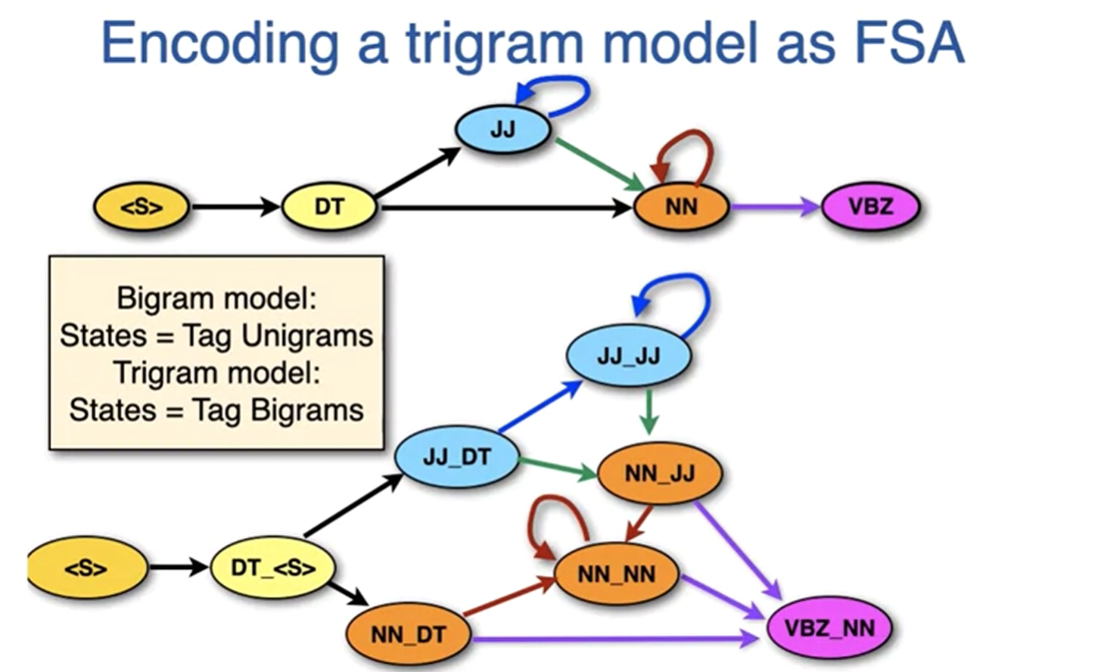 Encoding a trigram model as FSA
JJ
<S>
DT
NN
VBZ
Bigram model:
States = Tag Unigrams
Trigram model:
States = Tag Bigrams
JJ_JJ
JJ_DT
NN_JJ
<S>
DT_<S>
NN_NN
NN_DT
VBZ_NN